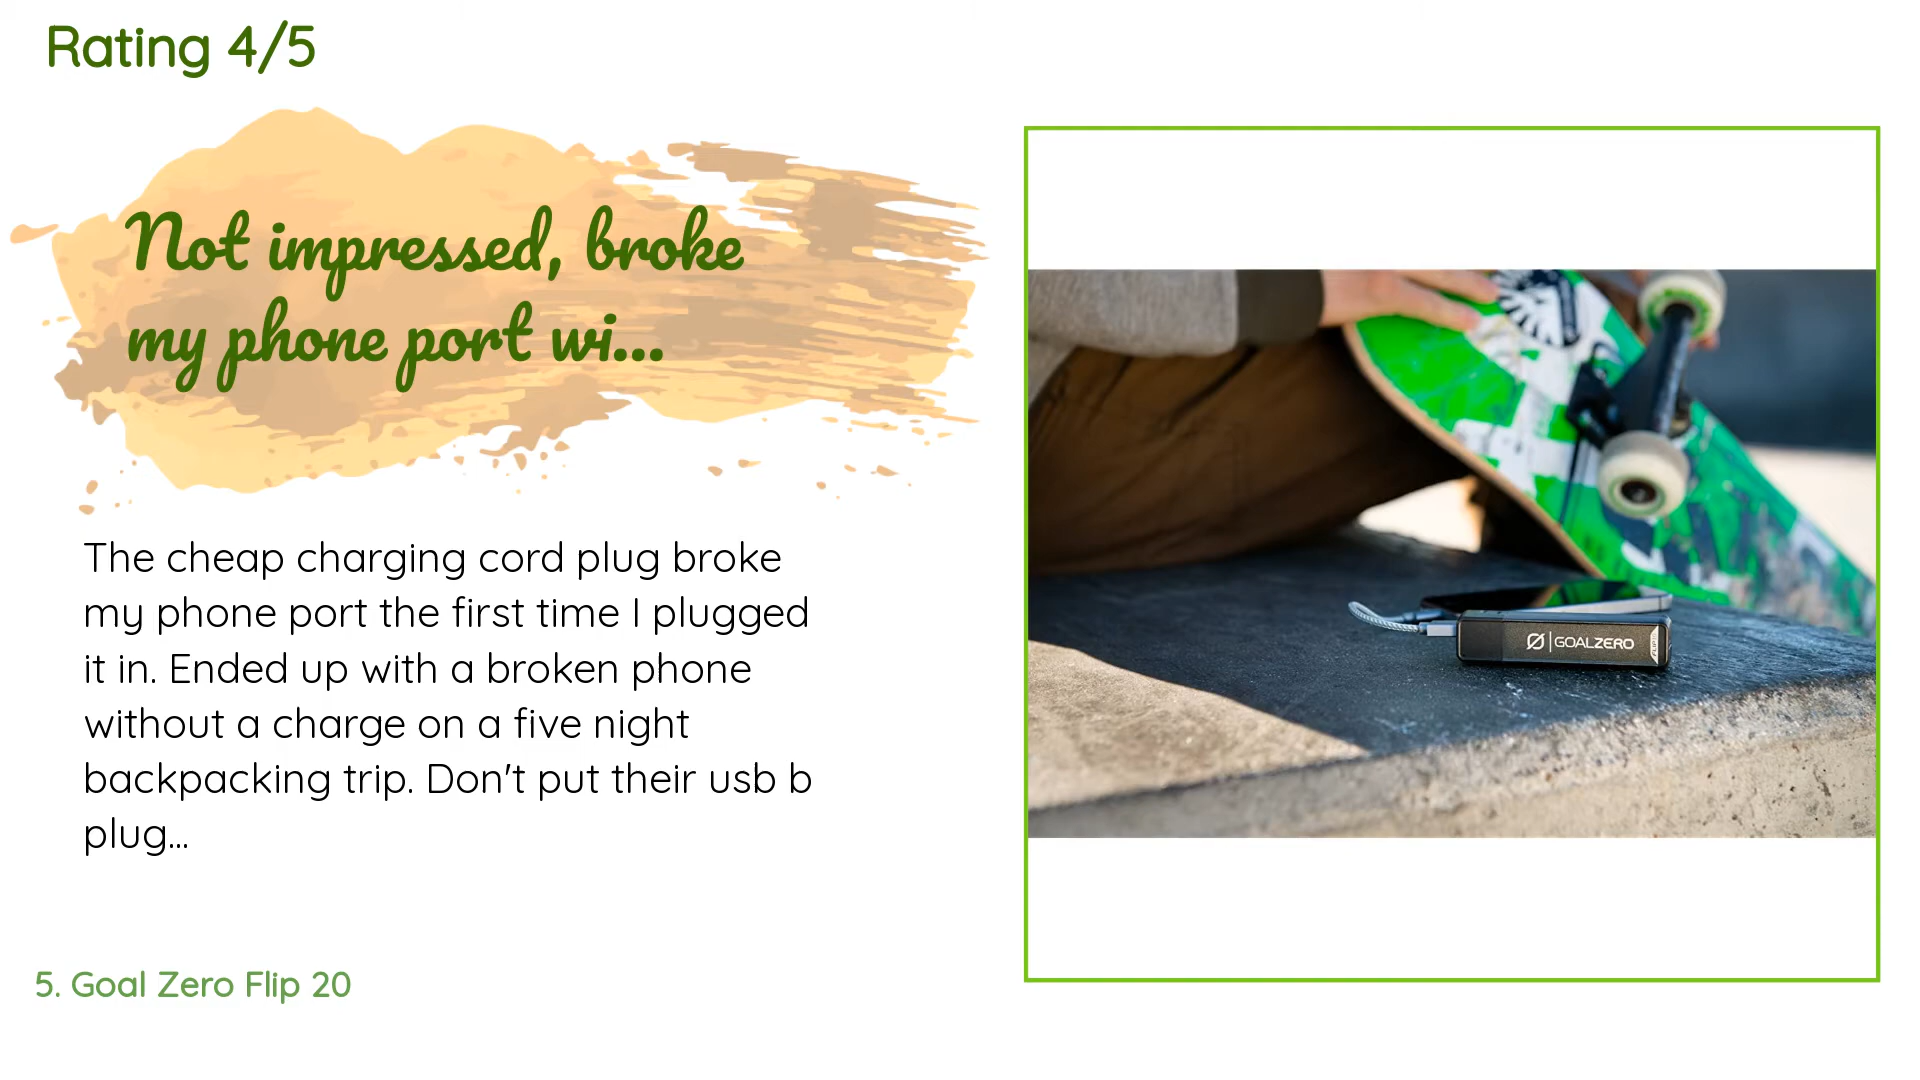 Rating 4/5
Not impressed, broke
my phone port wi...
The cheap charging cord plug broke
my phone port the first time I plugged
it in. Ended up with a broken phone
without a charge on a five night
backpacking trip. Don't put their usb b
plug...
GOALZERO
5. Goal Zero Flip 20